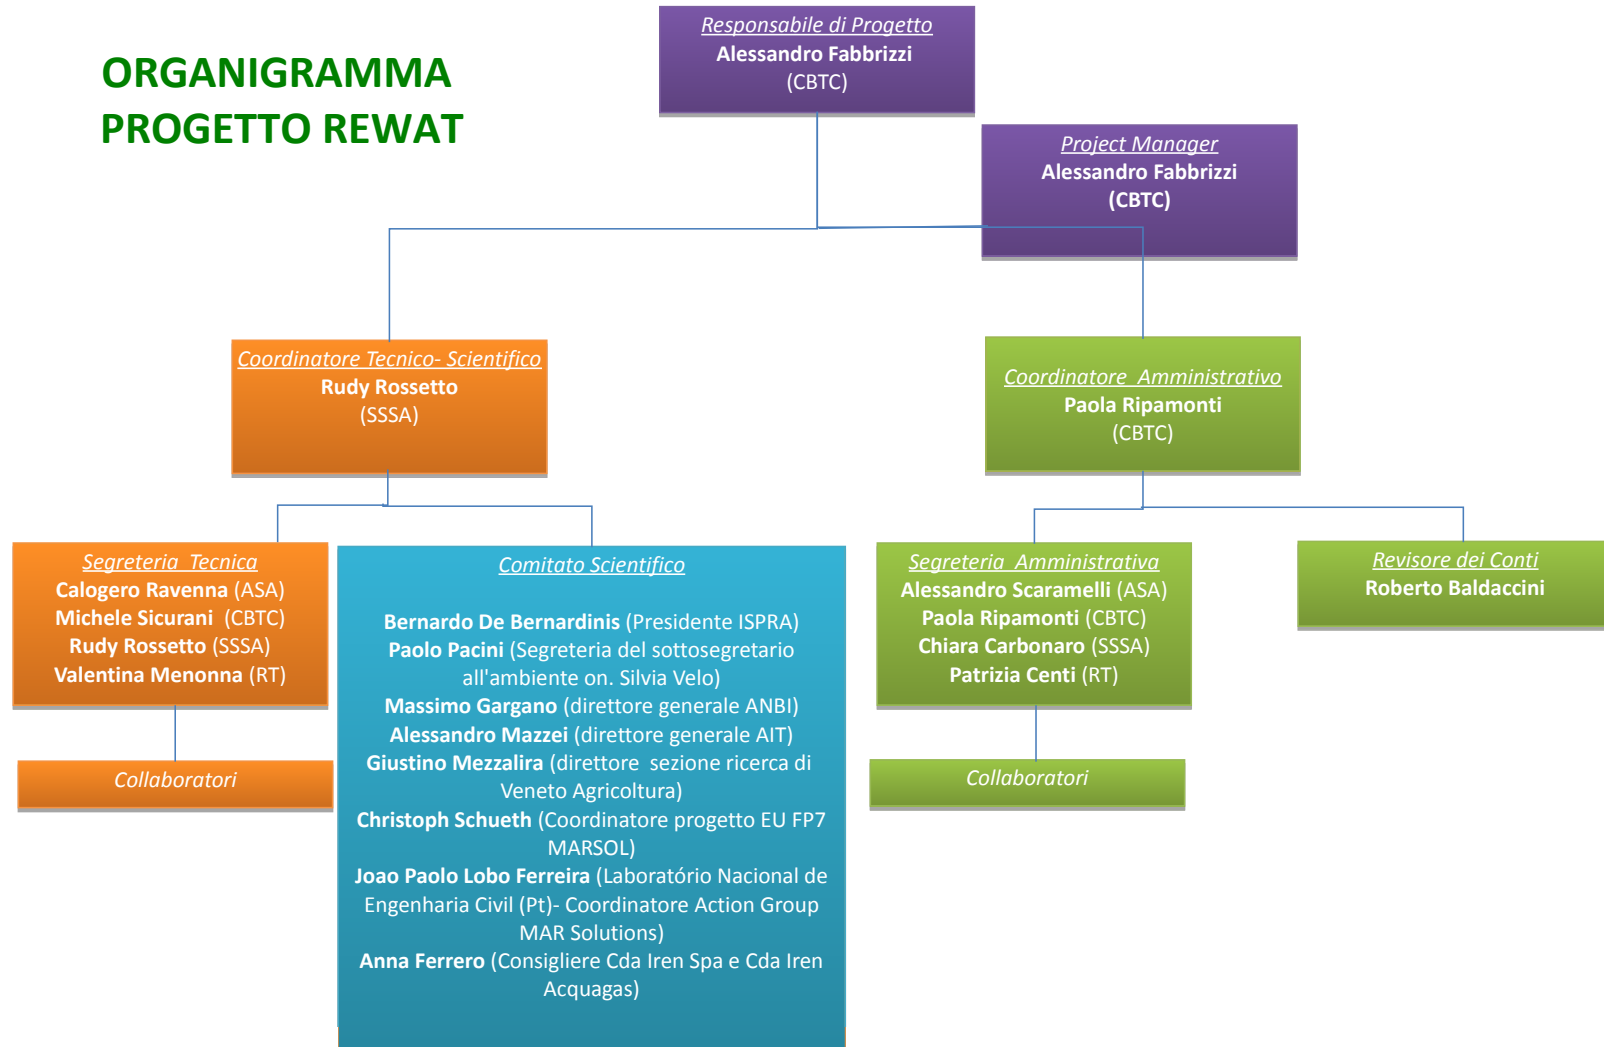 ORGANIGRAMMA
PROGETTO REWAT
Responsabile di Progetto
Alessandro Fabbrizzi
(CBTC)
Project Manager
Alessandro Fabbrizzi
(CBTC)
Coordinatore Tecnico- Scientifico
Rudy Rossetto
(SSSA)
Coordinatore  Amministrativo
Paola Ripamonti
(CBTC)
Segreteria  Tecnica
Calogero Ravenna (ASA)
Michele Sicurani  (CBTC)
Rudy Rossetto (SSSA)
Valentina Menonna (RT)
Collaboratori
Comitato Scientifico
Bernardo De Bernardinis (Presidente ISPRA)
Paolo Pacini (Segreteria del sottosegretario
all'ambiente on. Silvia Velo)
Massimo Gargano (direttore generale ANBI)
Alessandro Mazzei (direttore generale AIT)
Giustino Mezzalira (direttore  sezione ricerca di
Veneto Agricoltura)
Christoph Schueth (Coordinatore progetto EU FP7
MARSOL)
Joao Paolo Lobo Ferreira (Laboratório Nacional de
Engenharia Civil (Pt)- Coordinatore Action Group
MAR Solutions)
Anna Ferrero (Consigliere Cda Iren Spa e Cda Iren
Acquagas)
Segreteria  Amministrativa
Alessandro Scaramelli (ASA)
Paola Ripamonti (CBTC)
Chiara Carbonaro (SSSA)
Patrizia Centi (RT)
Collaboratori
Revisore dei Conti
Roberto Baldaccini